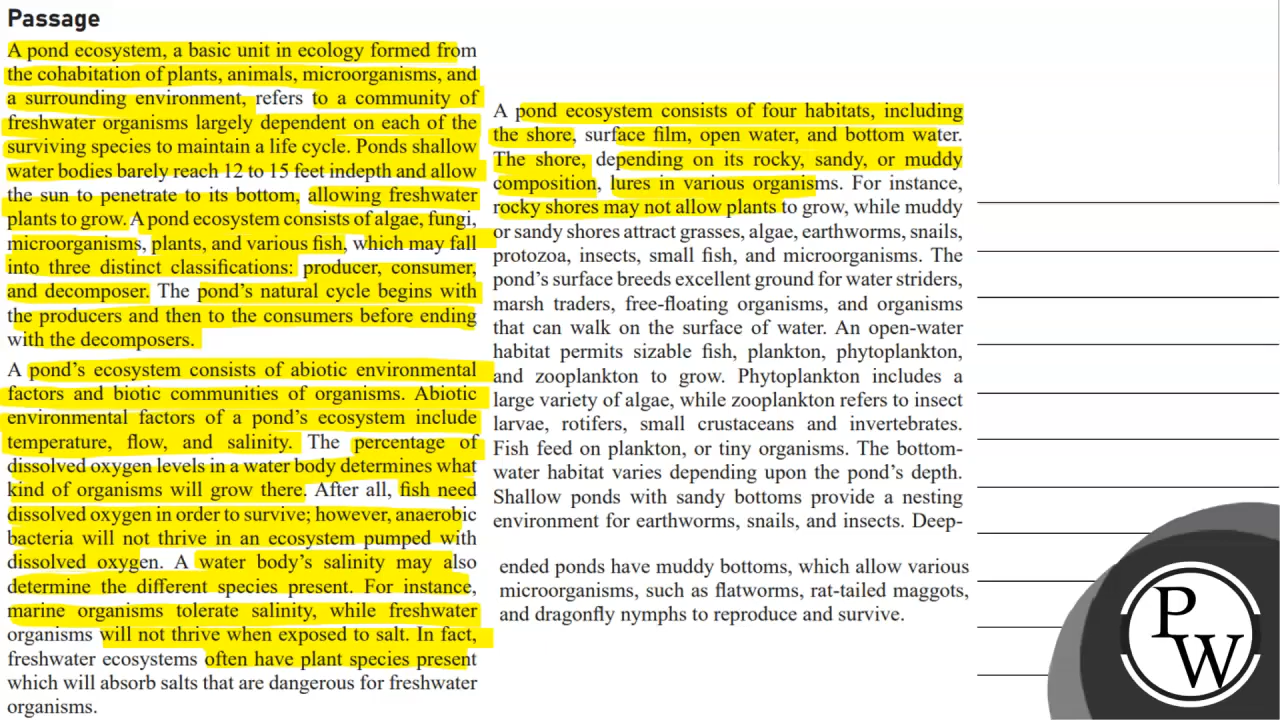 Passage
A pond ecosystem, a basic unit in ecology formed from
the cohabitation of plants, animals, microorganisms, and
a surrounding environment, refers to a community of
freshwater organisms largely dependent on each of the
surviving species to maintain a life cycle. Ponds shallow
water bodies barely reach 12 to 15 feet indepth and allow
the sun to penetrate to its bottom, allowing freshwater
plants to grow. A pond ecosystem consists of algae, fungi,
microorganisms, plants, and various fish, which may fall
into three distinct classifications: producer, consumer,
and decomposer. The pond's natural cycle begins with
the producers and then to the consumers before ending
with the decomposers.
A pond's ecosystem consists of abiotic environmental
factors and biotic communities of organisms. Abiotic
environmental factors of a pond's ecosystem include
temperature, flow, and salinity. The percentage of
dissolved oxygen levels in a water body determines what
kind of organisms will grow there. After all, fish need
dissolved oxygen in order to survive; however, anaerobic
bacteria will not thrive in an ecosystem pumped with
dissolved oxygen. A water body's salinity may also
determine the different species present. For instance,
marine organisms tolerate salinity, while freshwater
organisms will not thrive when exposed to salt. In fact,
freshwater ecosystems often have plant species present
which will absorb salts that are dangerous for freshwater
organisms.
A pond ecosystem consists of four habitats, including
the shore, surface film, open water, and bottom water.
The shore, depending on its rocky, sandy, or muddy
composition, lures in various organisms. For instance,
rocky shores may not allow plants to grow, while muddy
or sandy shores attract grasses, algae, earthworms, snails,
protozoa, insects, small fish, and microorganisms. The
pond's surface breeds excellent ground for water striders,
marsh traders, free-floating organisms, and organisms
that can walk on the surface of water. An open-water
habitat permits sizable fish, plankton, phytoplankton,
and zooplankton to grow. Phytoplankton includes a
large variety of algae, while zooplankton refers to insect
larvae, rotifers, small crustaceans and invertebrates.
Fish feed on plankton, or tiny organisms. The bottom-
water habitat varies depending upon the pond's depth.
Shallow ponds with sandy bottoms provide a nesting
environment for earthworms, snails, and insects. Deep-
ended ponds have muddy bottoms, which allow various
microorganisms, such as flatworms, rat-tailed maggots,
and dragonfly nymphs to reproduce and survive.
P
W